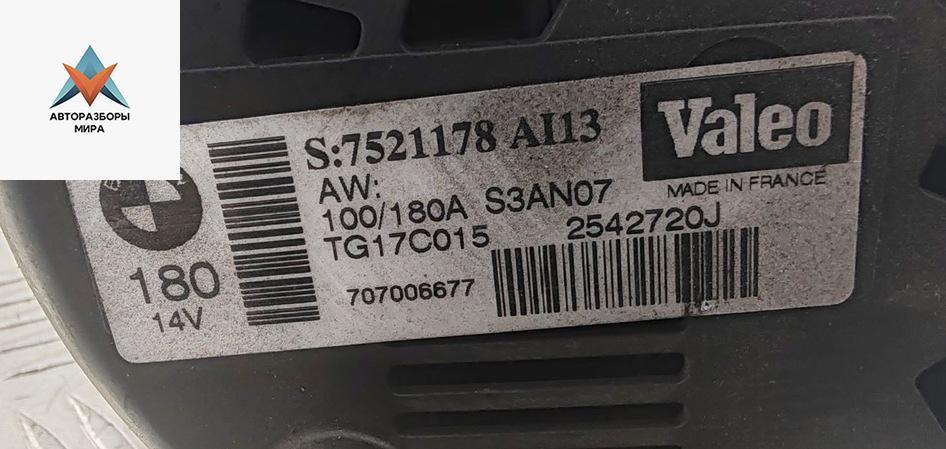 АВТОРАЗБОРЫ
МИРА
S:7521178 AI13
Valeo
AW:
MADE IN FRANCE
100/180A S3AN07
TG17C015 2542720J
180
14V
707006677